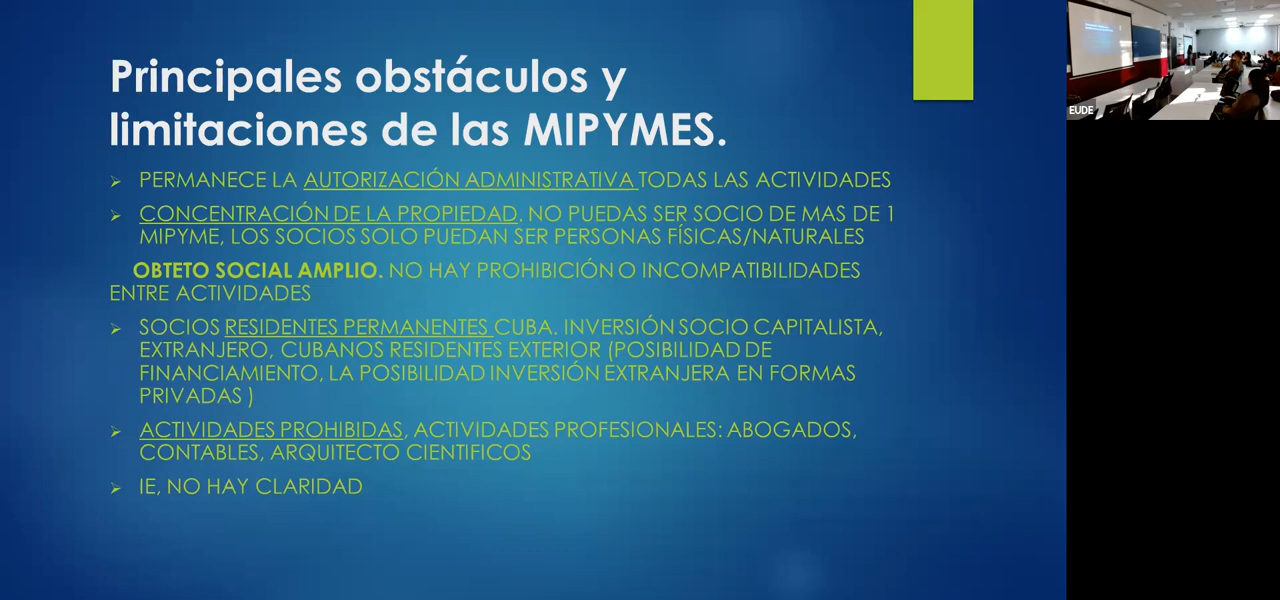 Principales obstáculos y
limitaciones de las MIPYMES.
PERMANECE LA AUTORIZACIÓN ADMINISTRATIVA TODAS LAS ACTIVIDADES
CONCENTRACIÓN DE LA PROPIEDAD. NO PUEDAS SER SOCIO DE MAS DE 1
MIPYME, LOS SOCIOS SOLO PUEDAN SER PERSONAS FÍSICAS/NATURALES
OBTETO SOCIAL AMPLIO. NO HAY PROHIBICIÓN O INCOMPATIBILIDADES
ENTRE ACTIVIDADES
SOCIOS RESIDENTES PERMANENTES CUBA. INVERSIÓN SOCIO CAPITALISTA,
EXTRANJERO, CUBANOS RESIDENTES EXTERIOR (POSIBILIDAD DE
FINANCIAMIENTO, LA POSIBILIDAD INVERSIÓN EXTRANJERA EN FORMAS
PRIVADAS )
ACTIVIDADES PROHIBIDAS, ACTIVIDADES PROFESIONALES: ABOGADOS,
CONTABLES, ARQUITECTO CIENTIFICOS
IE, NO HAY CLARIDAD
EUDE